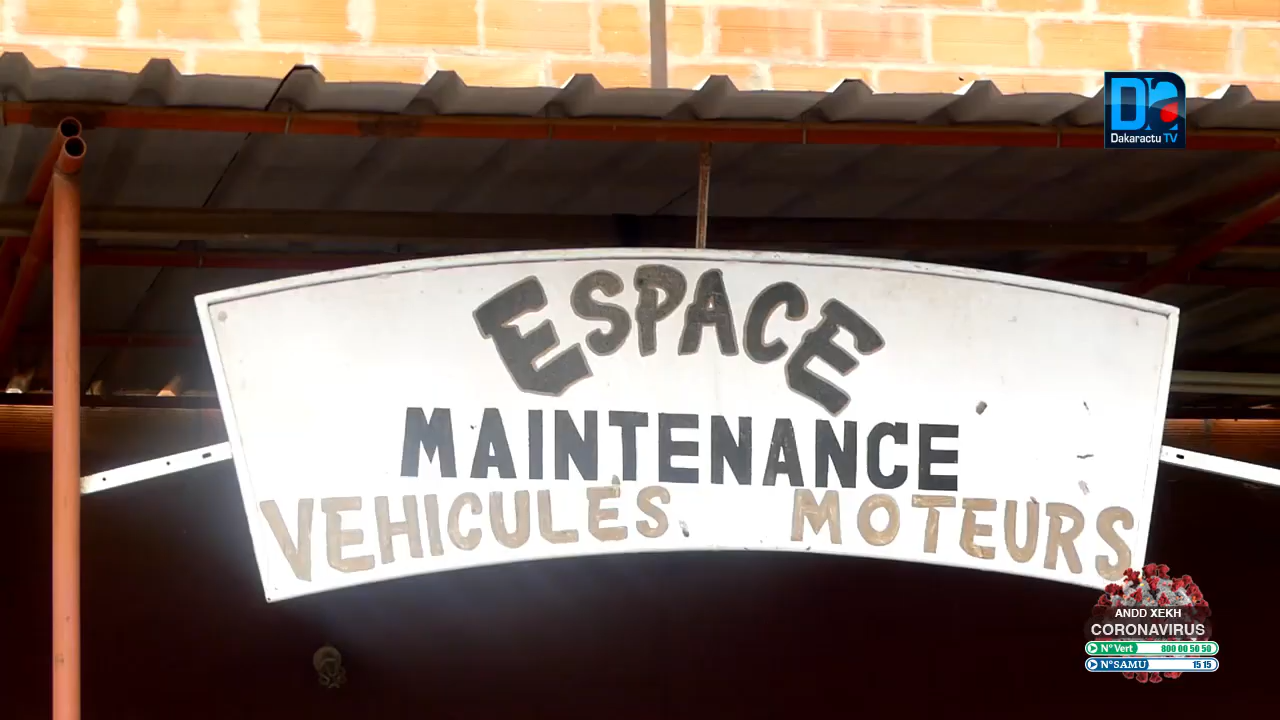 Dakaractu TV
ESPACE
MAINTENANCE
VEHICULES MOTEURS
ANDD XEKH
CORONAVIRUS
N°Vert 800 00 50 50
N°SAMU 15 15